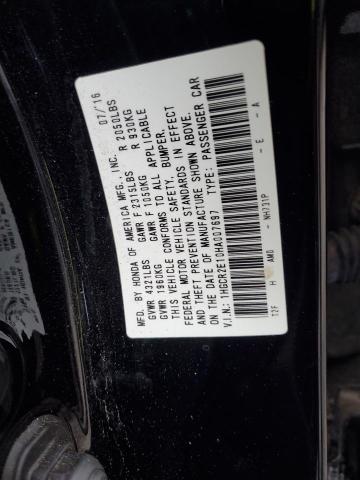 MFD. BY HONDA OF AMERICA MFG., INC. 07/16
GVWR 4321LBS GAWR F 2315LBS R 2050LBS
GVWR 1960KG GAWR F 1050KG R 930KG
THIS VEHICLE CONFORMS TO ALL APPLICABLE
FEDERAL MOTOR VEHICLE SAFETY, BUMPER,
AND THEFT PREVENTION STANDARDS IN EFFECT
ON THE DATE OF MANUFACTURE SHOWN ABOVE.
V.I.N.: 1HGCR2E10HA007697 TYPE: PASSENGER CAR
T2F H AMO NH731P E - A